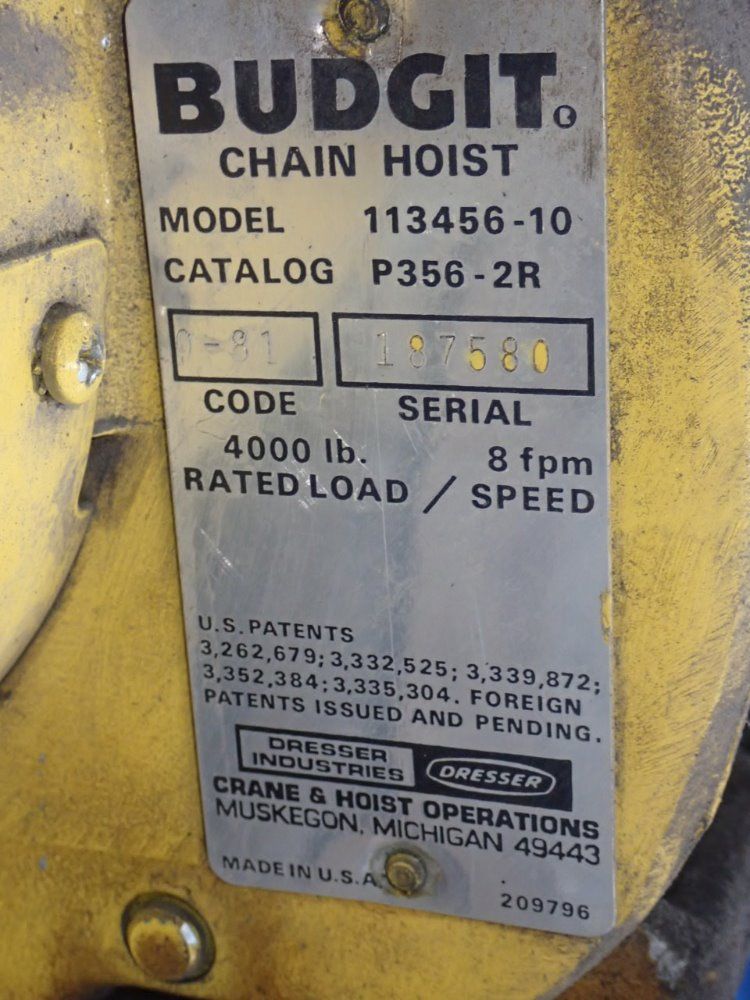 BUDGIT®
CHAIN HOIST
MODEL 113456-10
CATALOG P356-2R
187580
CODE SERIAL
4000 lb. 8 fpm
RATED LOAD / SPEED
U.S. PATENTS
3,262,679; 3,332,525; 3,339,872;
3,352,384; 3,335,304. FOREIGN
PATENTS ISSUED AND PENDING.
DRESSER
INDUSTRIES
DRESSER
CRANE & HOIST OPERATIONS
MUSKEGON, MICHIGAN 49443
MADE IN U.S.A.
209796